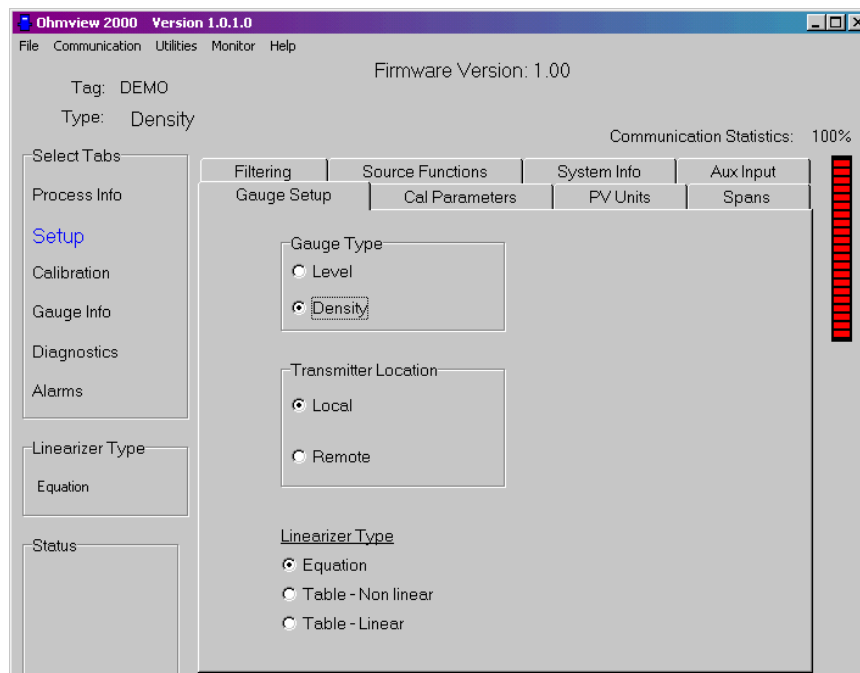 Ohmview 2000 Version 1.0.1.0
File Communication Utilities Monitor Help
Firmware Version: 1.00
Tag: DEMO
Type: Density
Communication Statistics: 100%
Select Tabs
Process Info
Setup
Calibration
Gauge Info
Diagnostics
Alarms
Linearizer Type
Equation
Status
Filtering Source Functions System Info Aux Input
Gauge Setup Cal Parameters PV Units Spans
Gauge Type
Level
Density
Transmitter Location
Local
Remote
Linearizer Type
Equation
Table - Non linear
Table - Linear